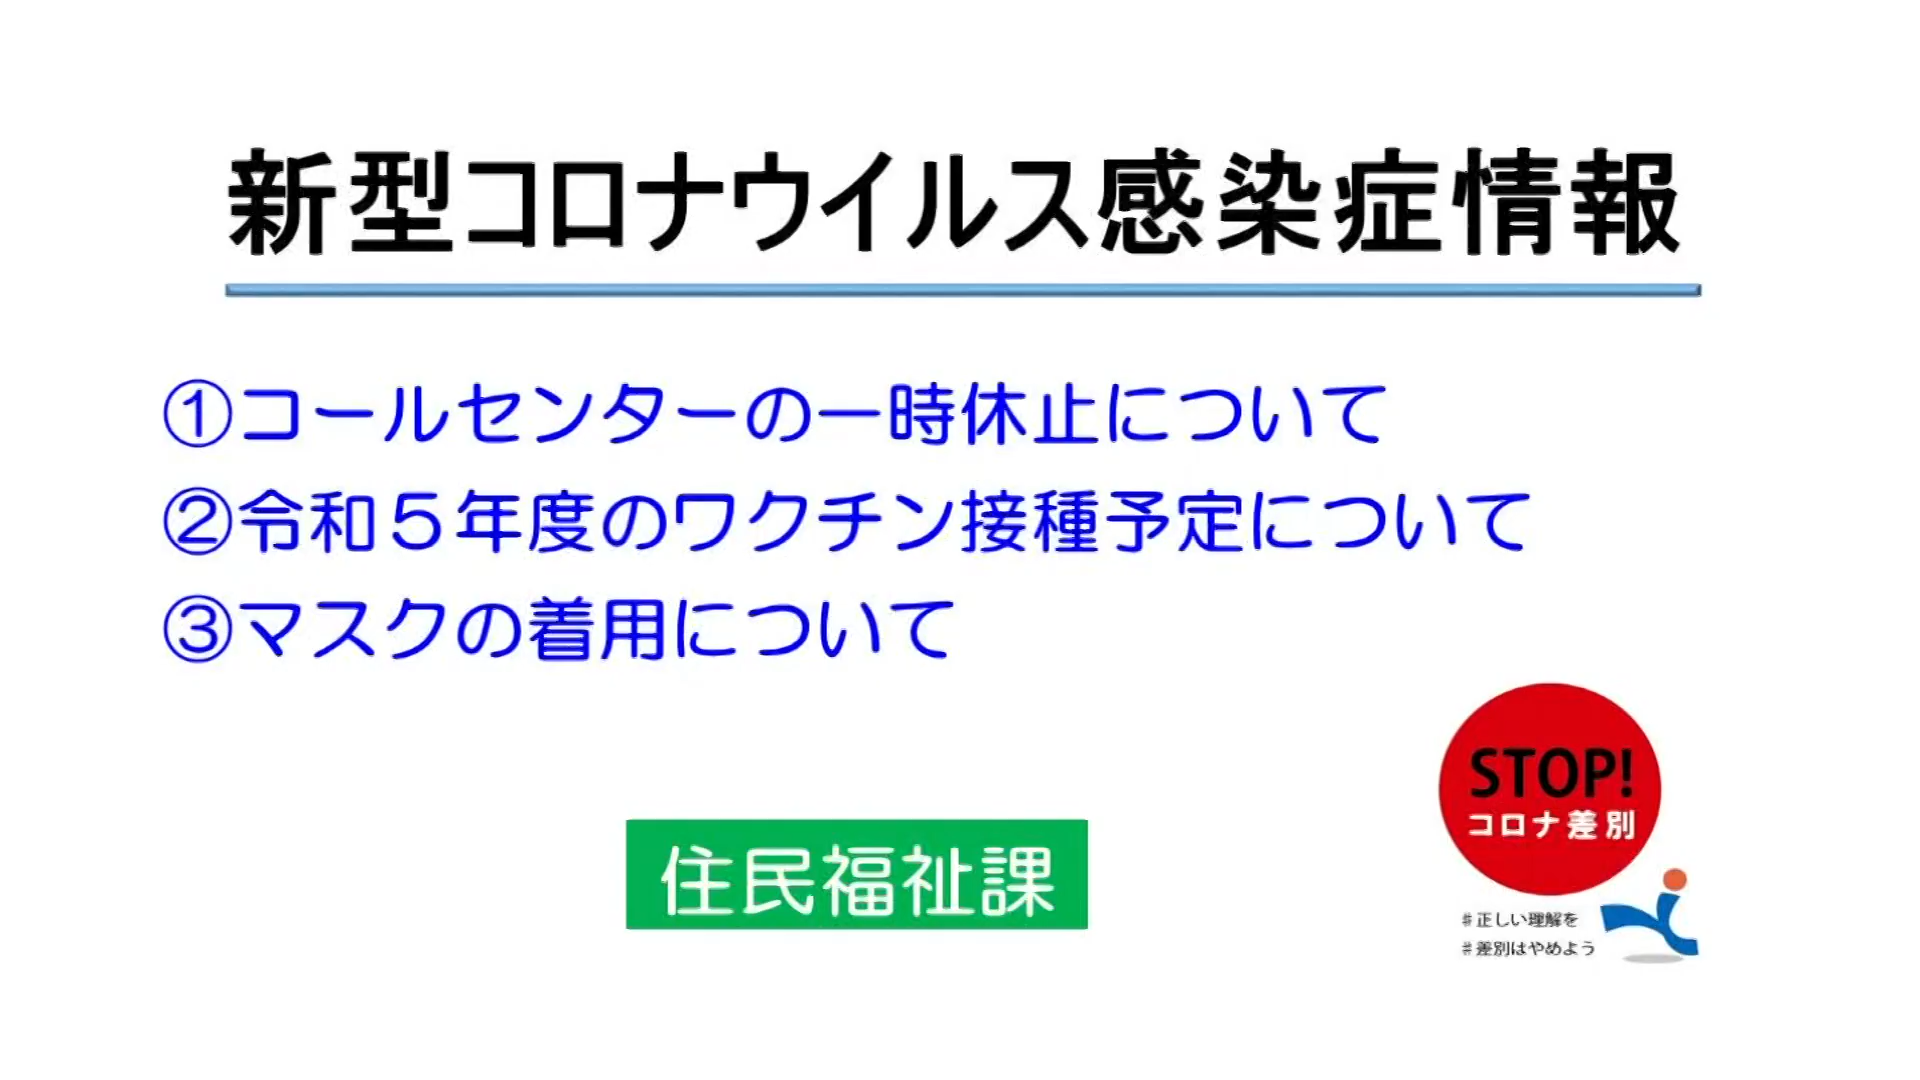 新型コロナウイルス感染症情報
①コールセンターの一時休止について
②令和５年度のワクチン接種予定について
③マスクの着用について
STOP!
コロナ差別
#正しい理解を
#差別はやめよう
住民福祉課